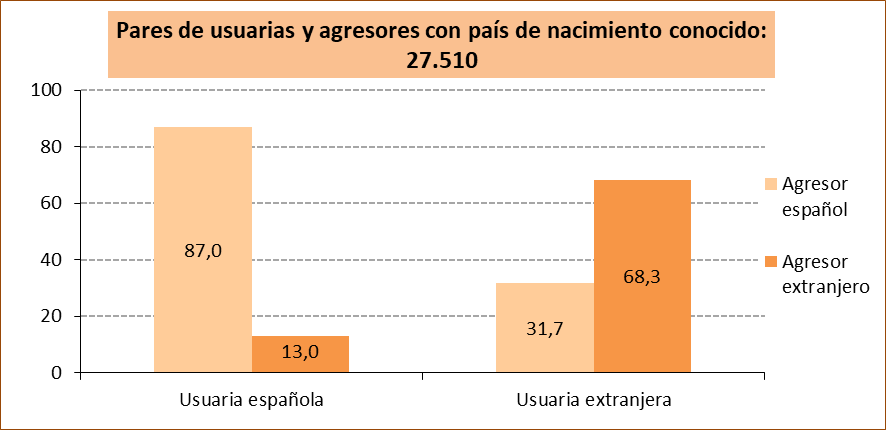 Pares de usuarias y agresores con país de nacimiento conocido:
27.510
100
80
60
40
20
0
87,0
13,0
31,7
68,3
Usuaria española
Usuaria extranjera
Agresor
español
Agresor
extranjero